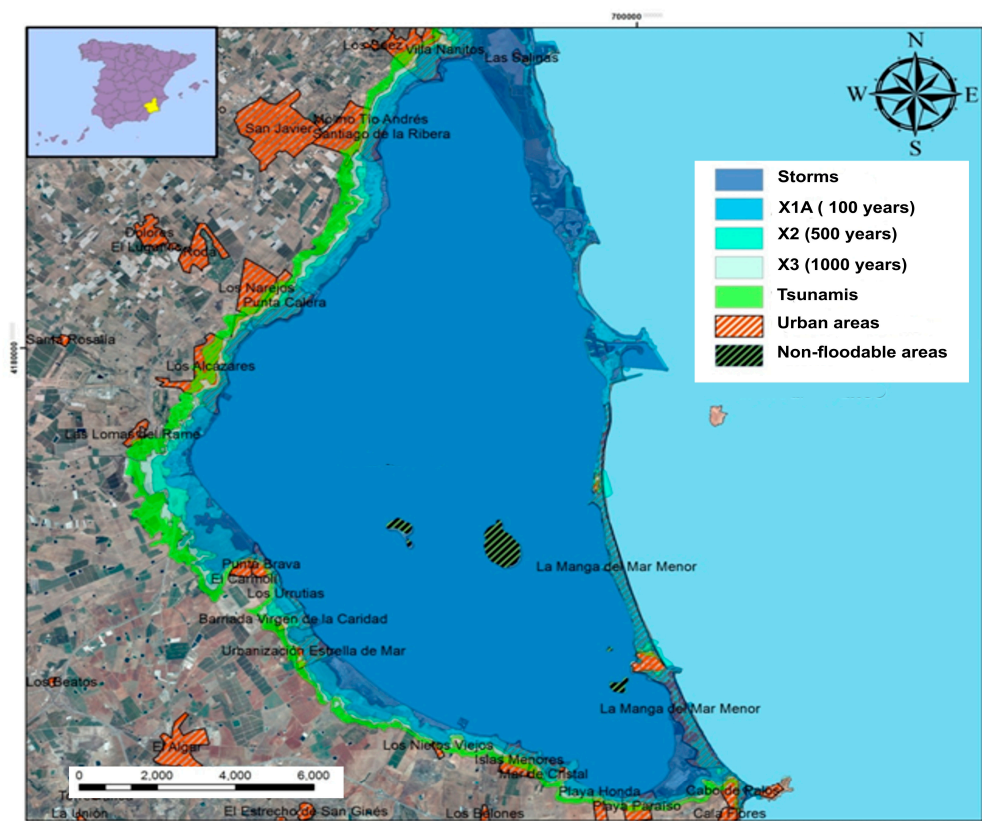 700000
Los Saez
Villa Nanitos
Las Salinas
N
W
E
S
Molino Tio Andrés
San Javier
Santiago de la Ribera
Storms
X1A ( 100 years)
X2 (500 years)
X3 (1000 years)
Tsunamis
Urban areas
Non-floodable areas
Dolores
Roda
Los Narejos
Punta Calera
4180000
Santa Rosalia
Los Alcázares
Las Lomas del Rame
Punta Brava
El Carmolí
Los Urrutias
La Manga del Mar Menor
Barriada Virgen de la Caridad
Urbanización Estrella de Mar
Los Beatos
La Manga del Mar Menor
El Algar
Los Nietos Viejos
Islas Menores
Mar de Cristal
0 2,000 4,000 6,000
Playa Honda
Cabo de Palos
Playa Paraiso
La Unión
El Estrecho de San Ginés
Los Belones
Cala Flores